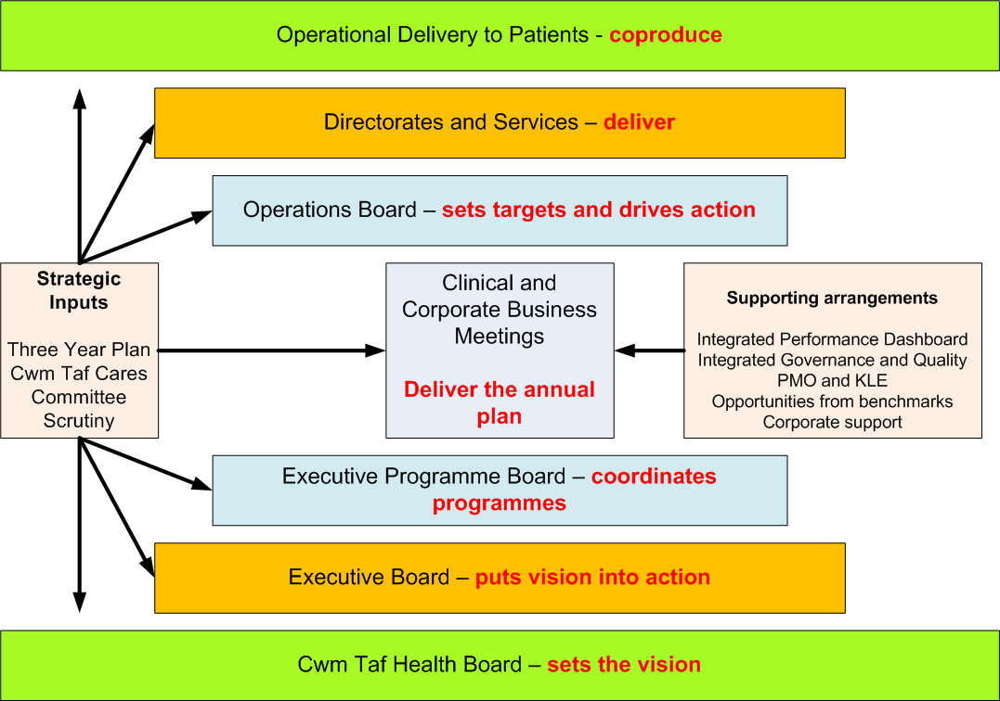 Operational Delivery to Patients - coproduce
Directorates and Services – deliver
Operations Board – sets targets and drives action
Strategic
Inputs
Three Year Plan
Cwm Taf Cares
Committee
Scrutiny
Clinical and
Corporate Business
Meetings
Deliver the annual
plan
Supporting arrangements
Integrated Performance Dashboard
Integrated Governance and Quality
PMO and KLE
Opportunities from benchmarks
Corporate support
Executive Programme Board – coordinates
programmes
Executive Board – puts vision into action
Cwm Taf Health Board – sets the vision